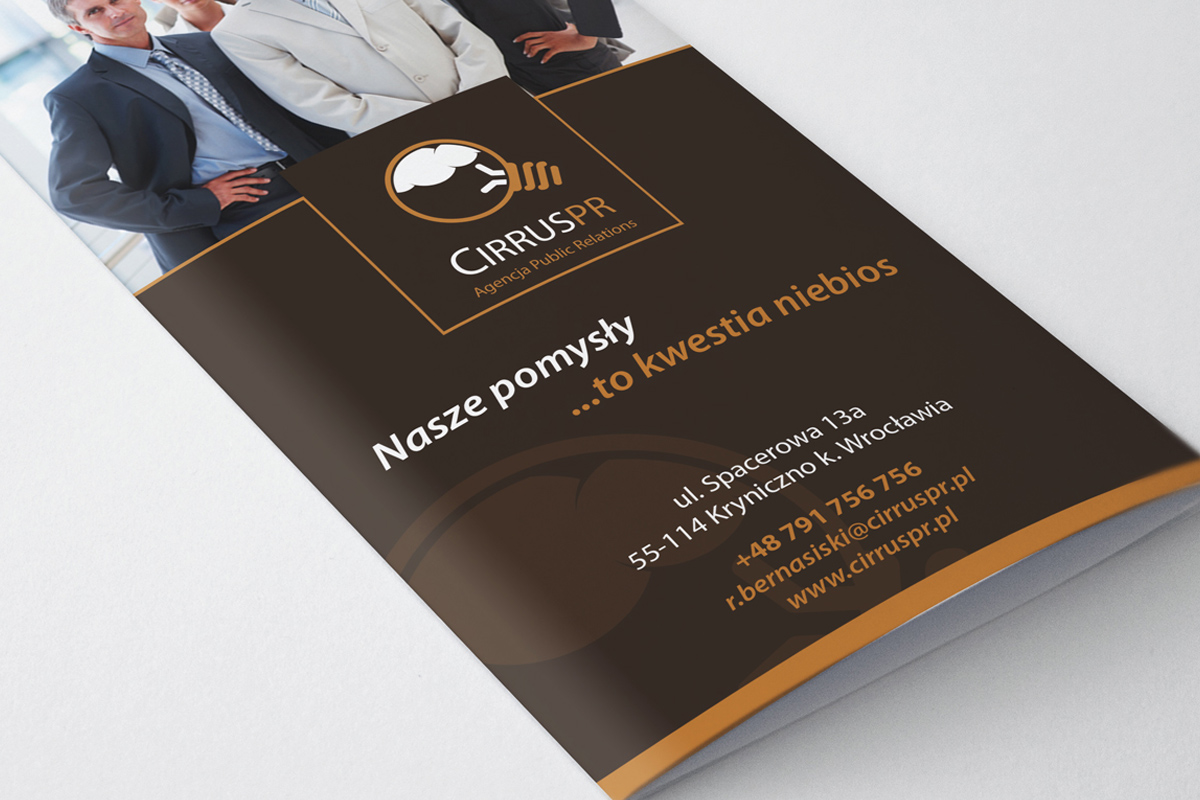 CIRRUSPR
Agencja Public Relations
Nasze pomysły
...to kwestia niebios
ul. Spacerowa 13a
55-114 Kryniczno k. Wrocławia
+48 791 756 756
r.bernasiski@cirruspr.pl
www.cirruspr.pl